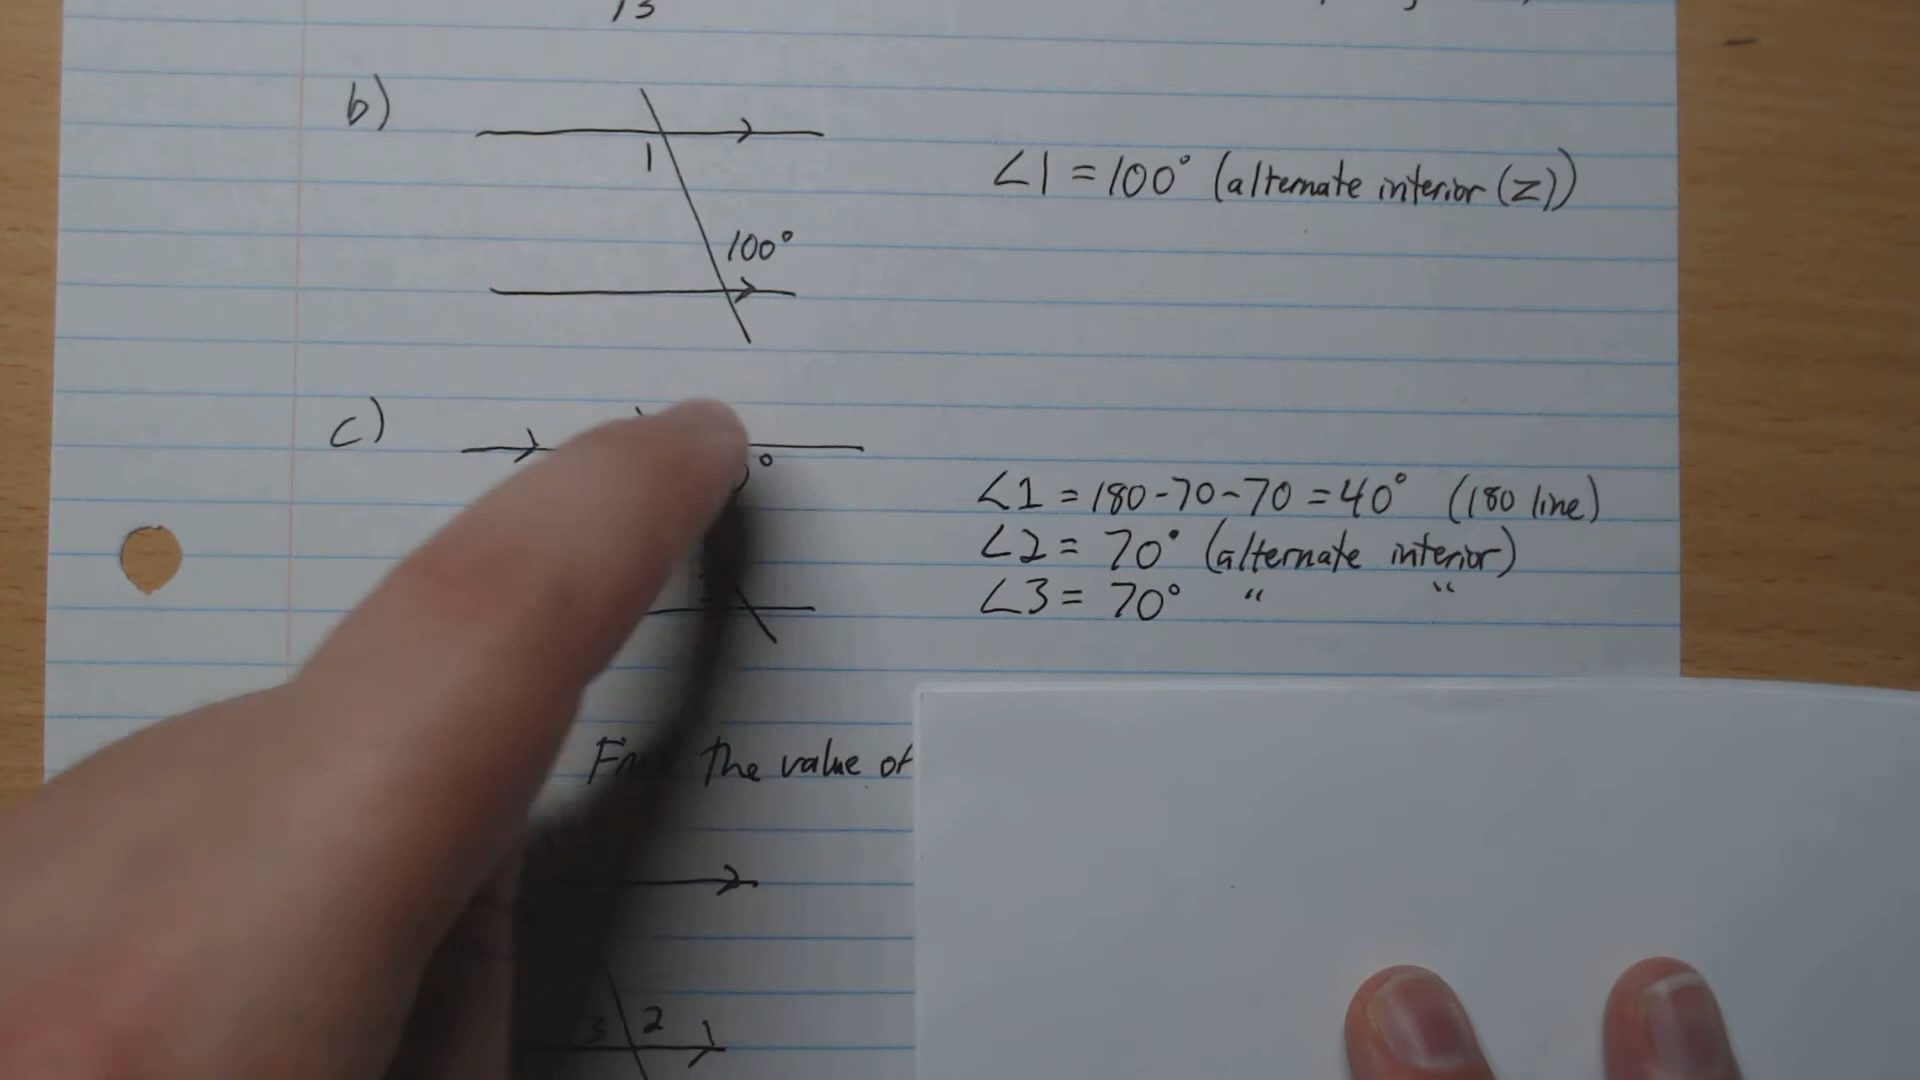 b)
1
∠1 = 100° (alternate interior (Z))
100°
c)
∠1 = 180-70-70 = 40° (180 line)
∠2 = 70° (alternate interior)
∠3 = 70° " "
the value of
3 2